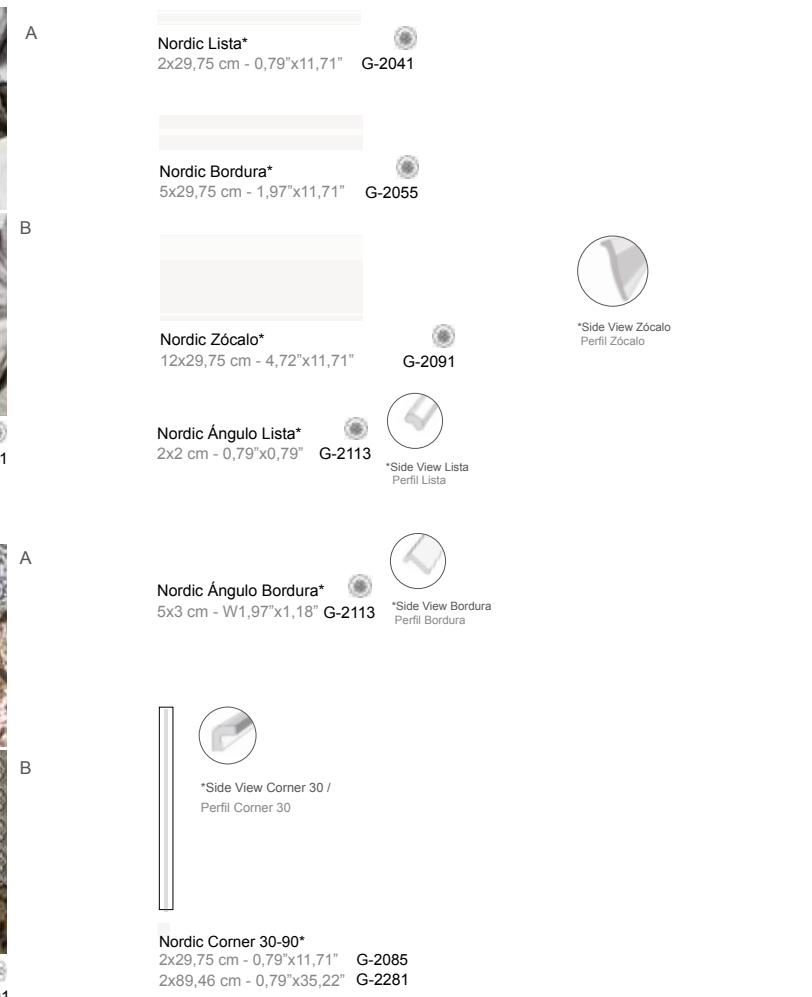 A
Nordic Lista*
2x29,75 cm - 0,79”x11,71” G-2041
Nordic Bordura*
5x29,75 cm - 1,97”x11,71” G-2055
B
Nordic Zócalo*
12x29,75 cm - 4,72”x11,71” G-2091
*Side View Zócalo
Perfil Zócalo
Nordic Ángulo Lista*
2x2 cm - 0,79”x0,79” G-2113
*Side View Lista
Perfil Lista
1
A
Nordic Ángulo Bordura*
5x3 cm - W1,97”x1,18” G-2113
*Side View Bordura
Perfil Bordura
B
*Side View Corner 30 /
Perfil Corner 30
Nordic Corner 30-90*
2x29,75 cm - 0,79”x11,71” G-2085
2x89,46 cm - 0,79”x35,22” G-2281